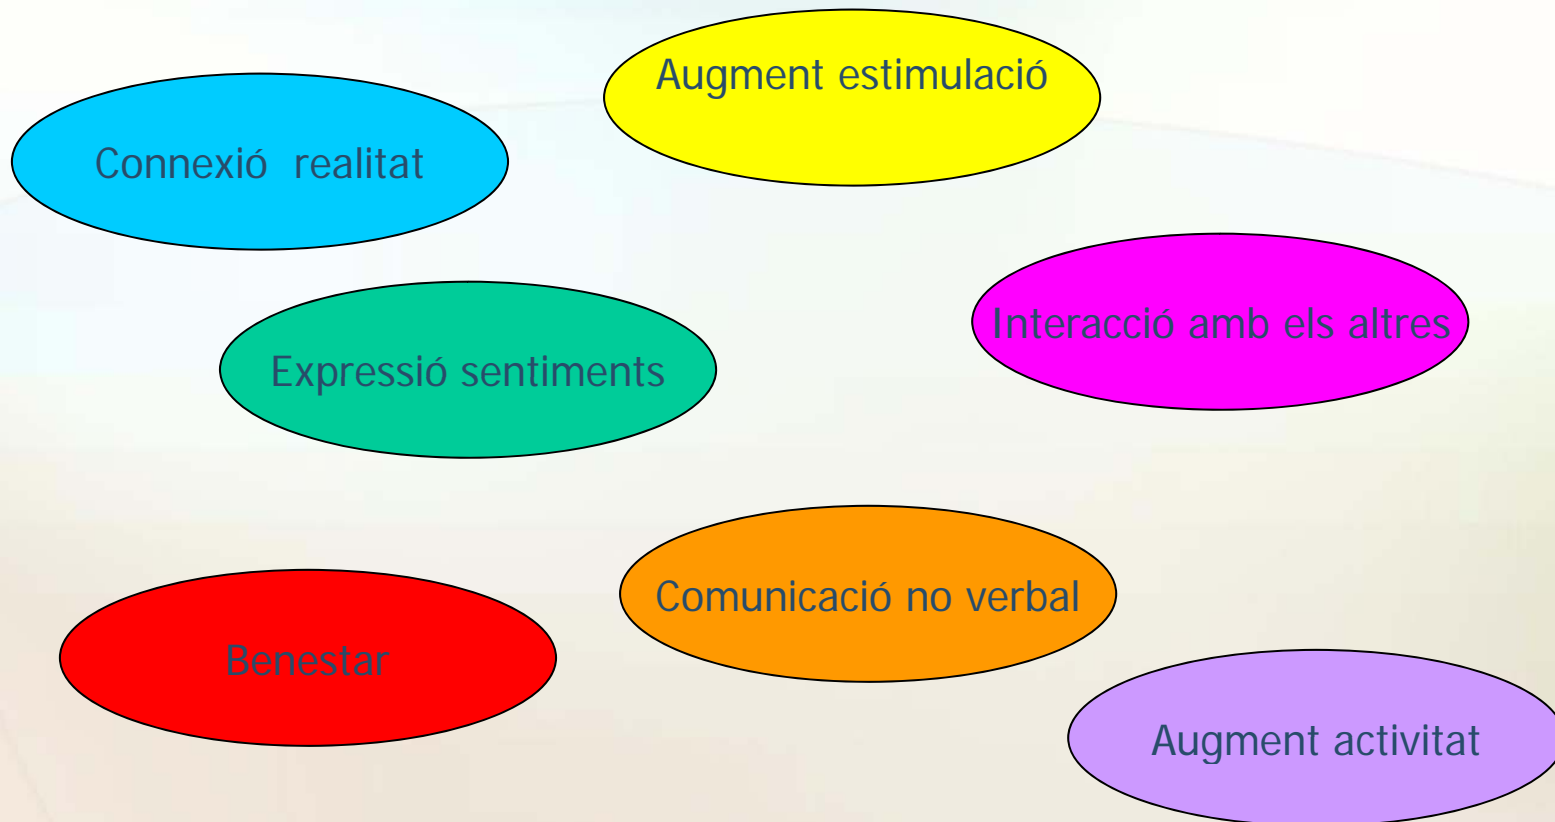 Augment estimulació
Connexió realitat
Interacció amb els altres
Expressió sentiments
Comunicació no verbal
Benestar
Augment activitat